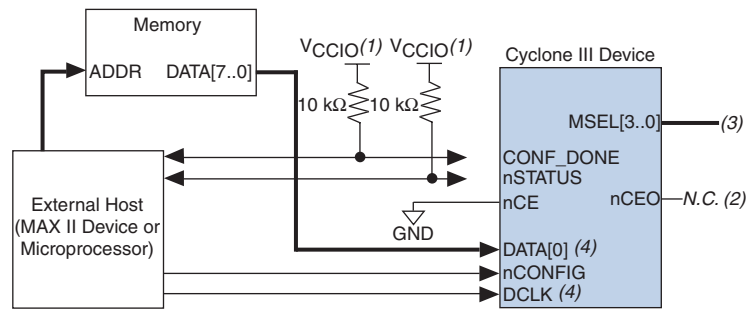 Memory
ADDR DATA[7..0]
VCCIO(1) VCCIO(1)
10 kΩ 10 kΩ
Cyclone III Device
MSEL[3..0] (3)
CONF_DONE
nSTATUS
nCE nCEO N.C. (2)
GND
External Host
(MAX II Device or
Microprocessor)
DATA[0] (4)
nCONFIG
DCLK (4)